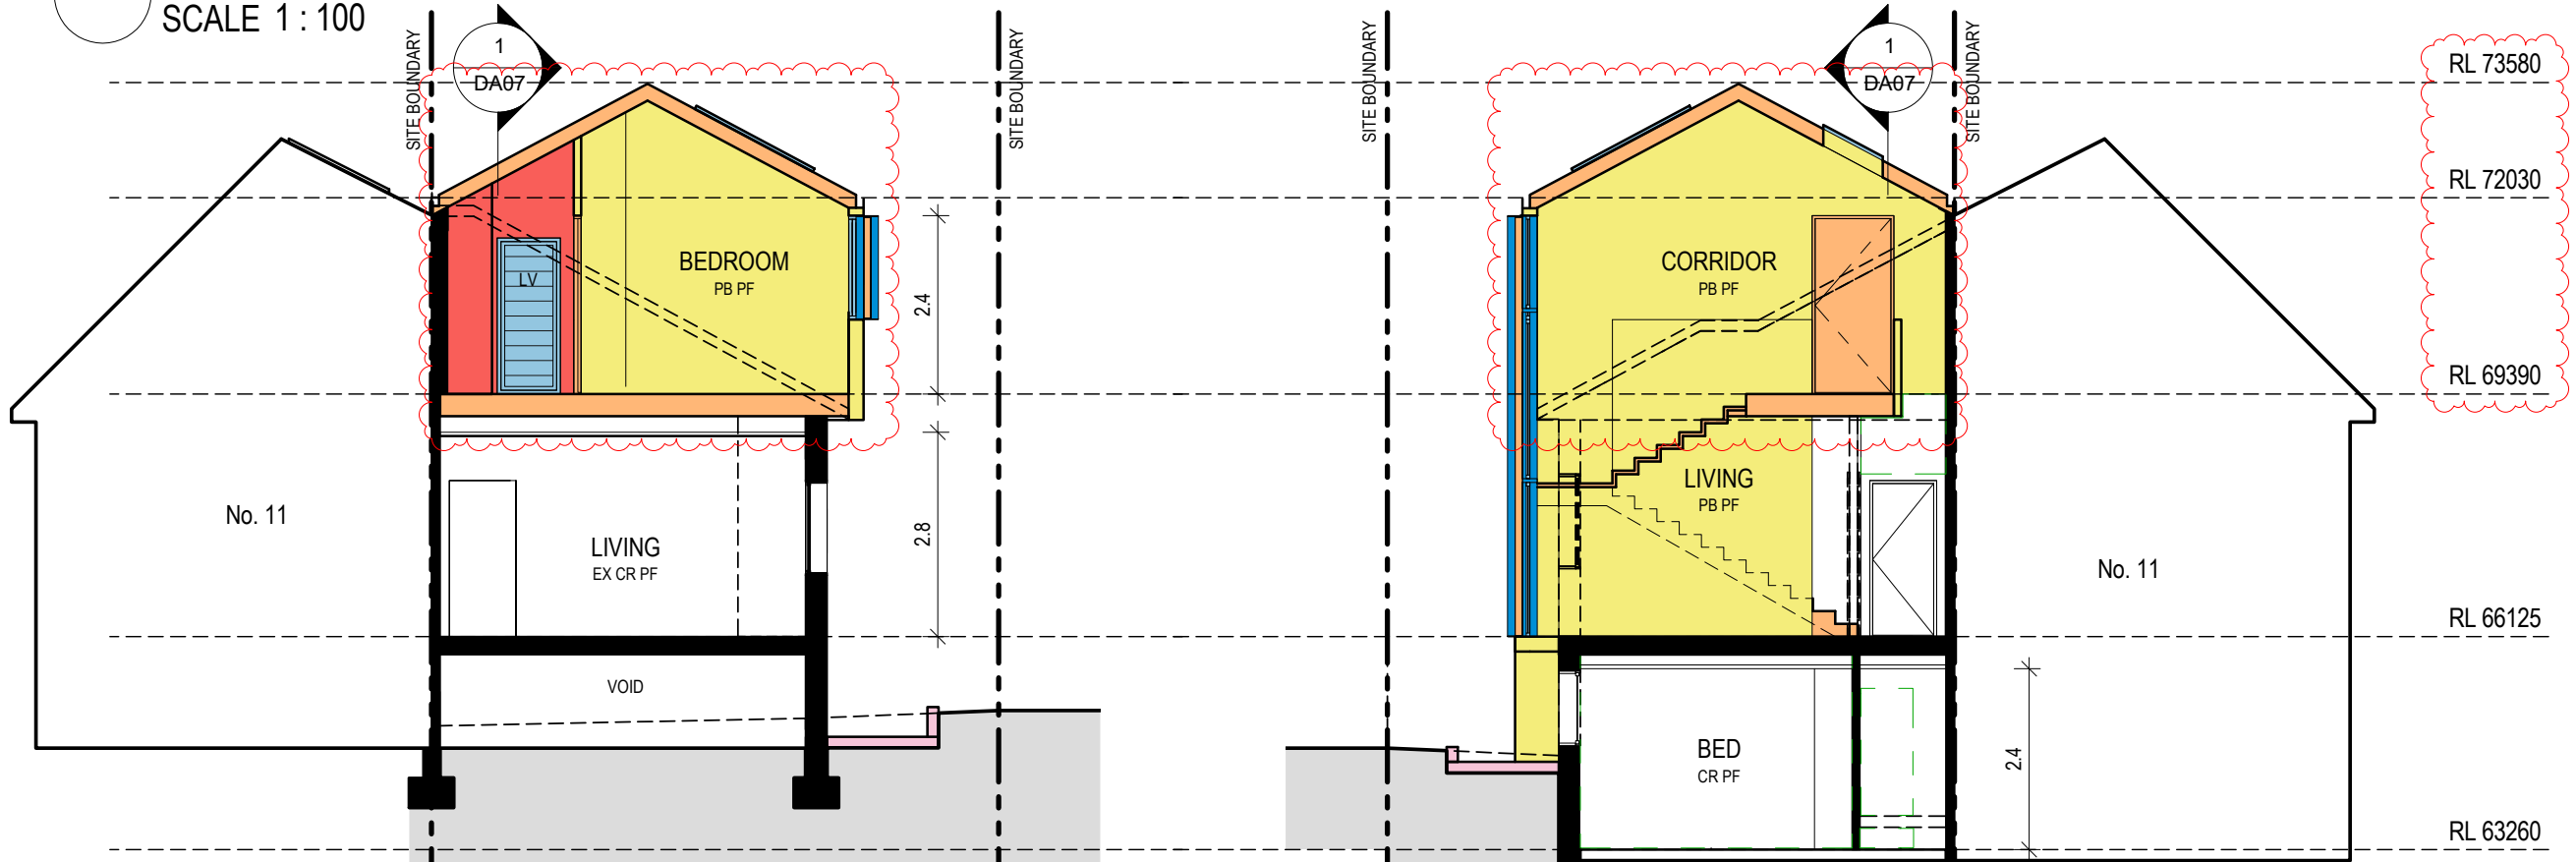 SCALE 1 : 100
SITE BOUNDARY
1
DA07
SITE BOUNDARY
SITE BOUNDARY
1
DA07
SITE BOUNDARY
RL 73580
RL 72030
RL 69390
RL 66125
RL 63260
BEDROOM
PB PF
LV
2.4
CORRIDOR
PB PF
No. 11
LIVING
EX CR PF
2.8
LIVING
PB PF
No. 11
VOID
BED
CR PF
2.4